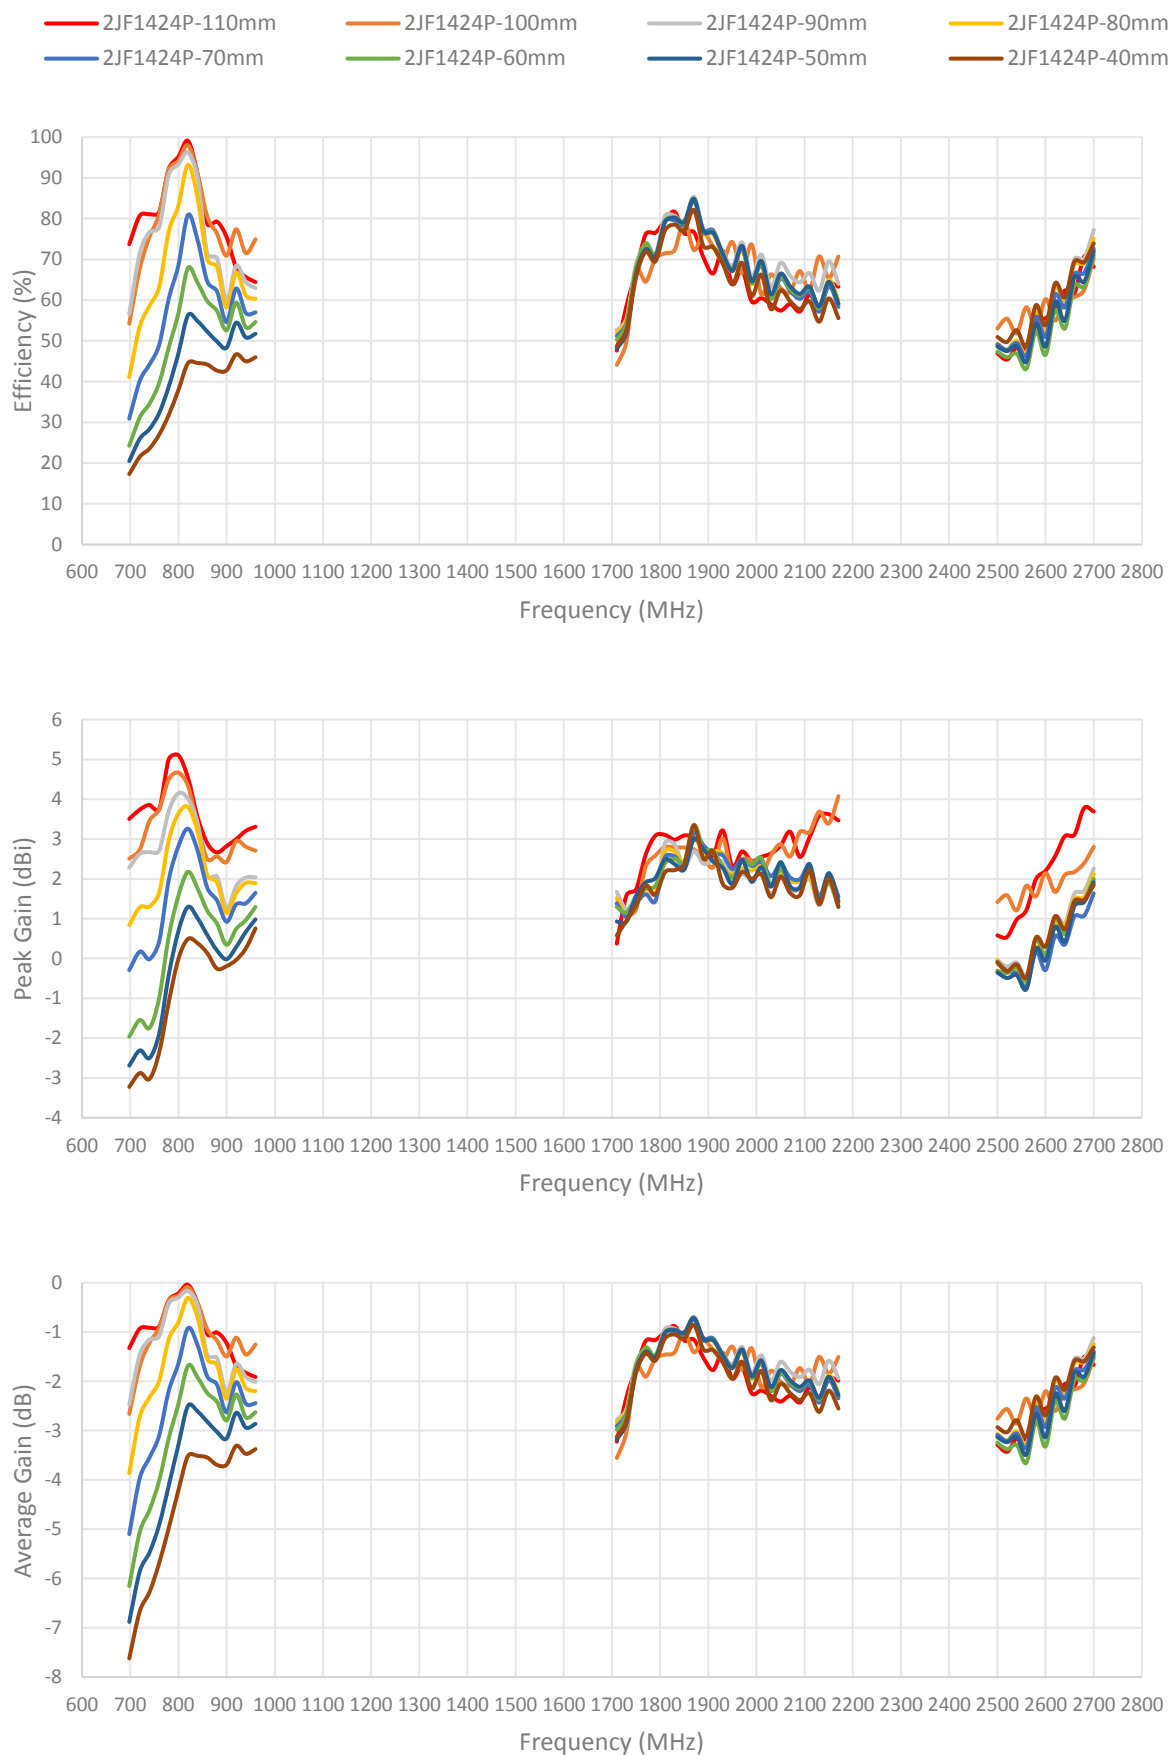 2JF1424P-110mm 2JF1424P-100mm 2JF1424P-90mm 2JF1424P-80mm
2JF1424P-70mm 2JF1424P-60mm 2JF1424P-50mm 2JF1424P-40mm
Efficiency (%)
100
90
80
70
60
50
40
30
20
10
0
600 700 800 900 1000 1100 1200 1300 1400 1500 1600 1700 1800 1900 2000 2100 2200 2300 2400 2500 2600 2700 2800
Frequency (MHz)
Peak Gain (dBi)
6
5
4
3
2
1
0
-1
-2
-3
-4
600 700 800 900 1000 1100 1200 1300 1400 1500 1600 1700 1800 1900 2000 2100 2200 2300 2400 2500 2600 2700 2800
Frequency (MHz)
Average Gain (dB)
0
-1
-2
-3
-4
-5
-6
-7
-8
600 700 800 900 1000 1100 1200 1300 1400 1500 1600 1700 1800 1900 2000 2100 2200 2300 2400 2500 2600 2700 2800
Frequency (MHz)